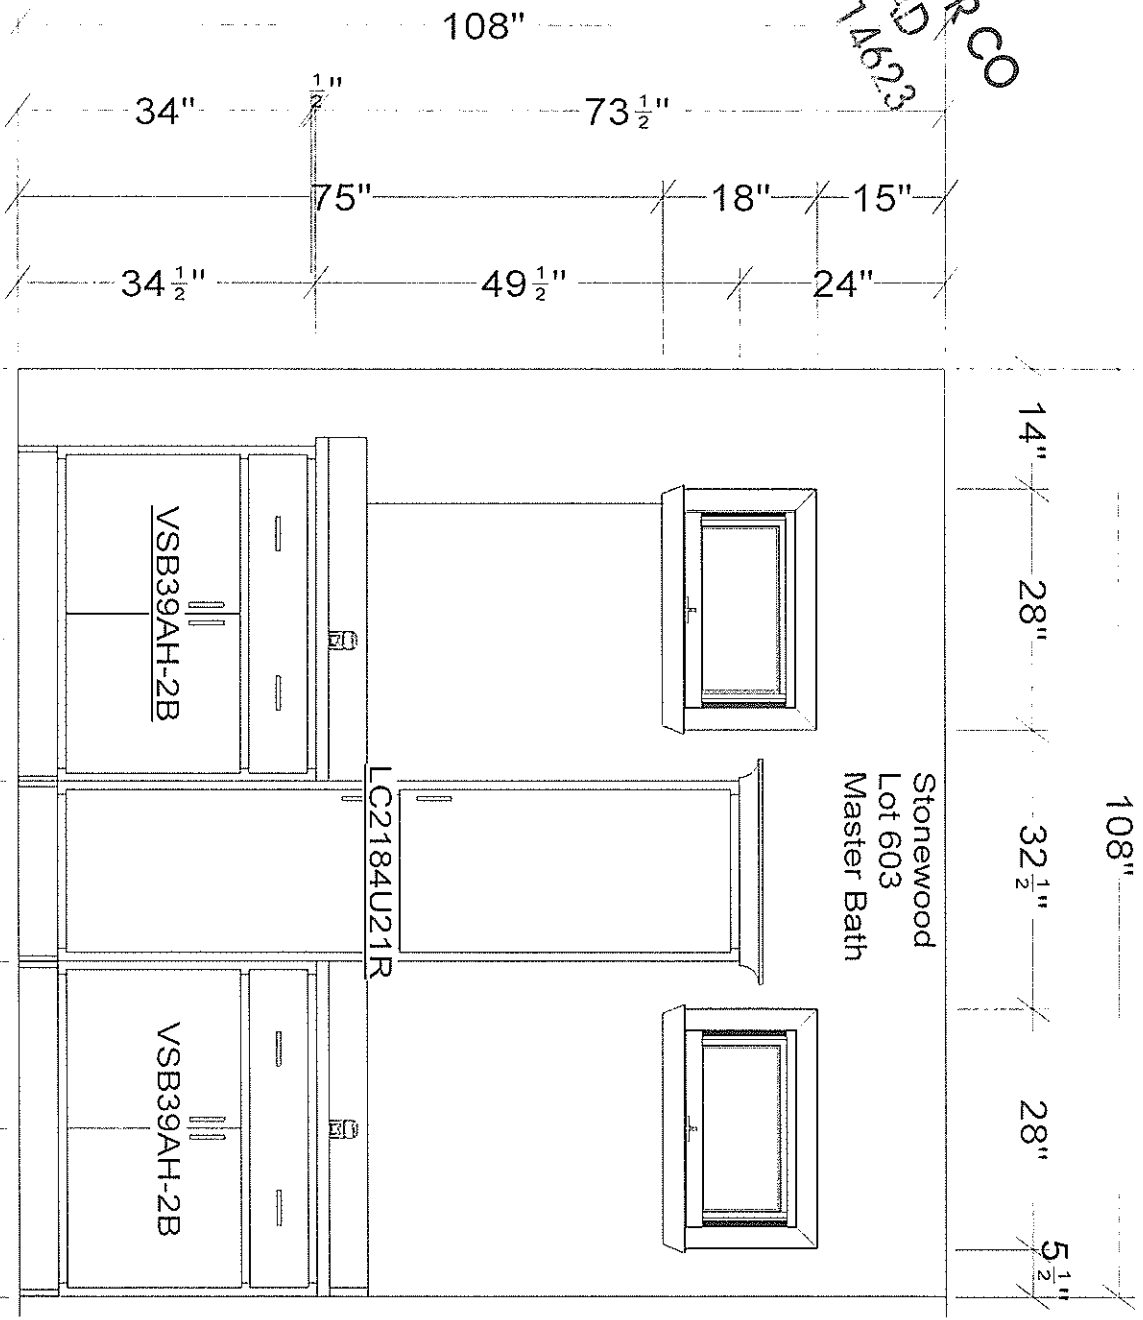 R CO
14623
108"
34"
1/2"
73 1/2"
75"
18"
15"
34 1/2"
49 1/2"
24"
14"
28"
32 1/2"
28"
5 1/2"
108"
Stonewood
Lot 603
Master Bath
VSB39AH-2B
LC2184U21R
VSB39AH-2B